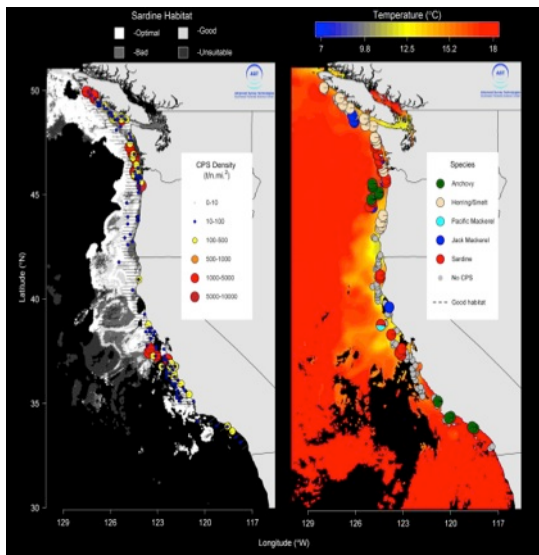 Sardine Habitat
-Optimal
-Good
-Bad
-Unsuitable
Temperature (°C)
7
9.8
12.5
15.2
18
AST
AST
CPS Density
(t/n.mi.²)
0-10
10-100
100-500
500-1000
1000-5000
5000-10000
Species
Anchovy
Herring/Smelt
Pacific Mackerel
Jack Mackerel
Sardine
No CPS
Good habitat
Latitude (°N)
50
45
40
35
30
129
126
123
120
117
129
126
123
120
117
Longitude (°W)